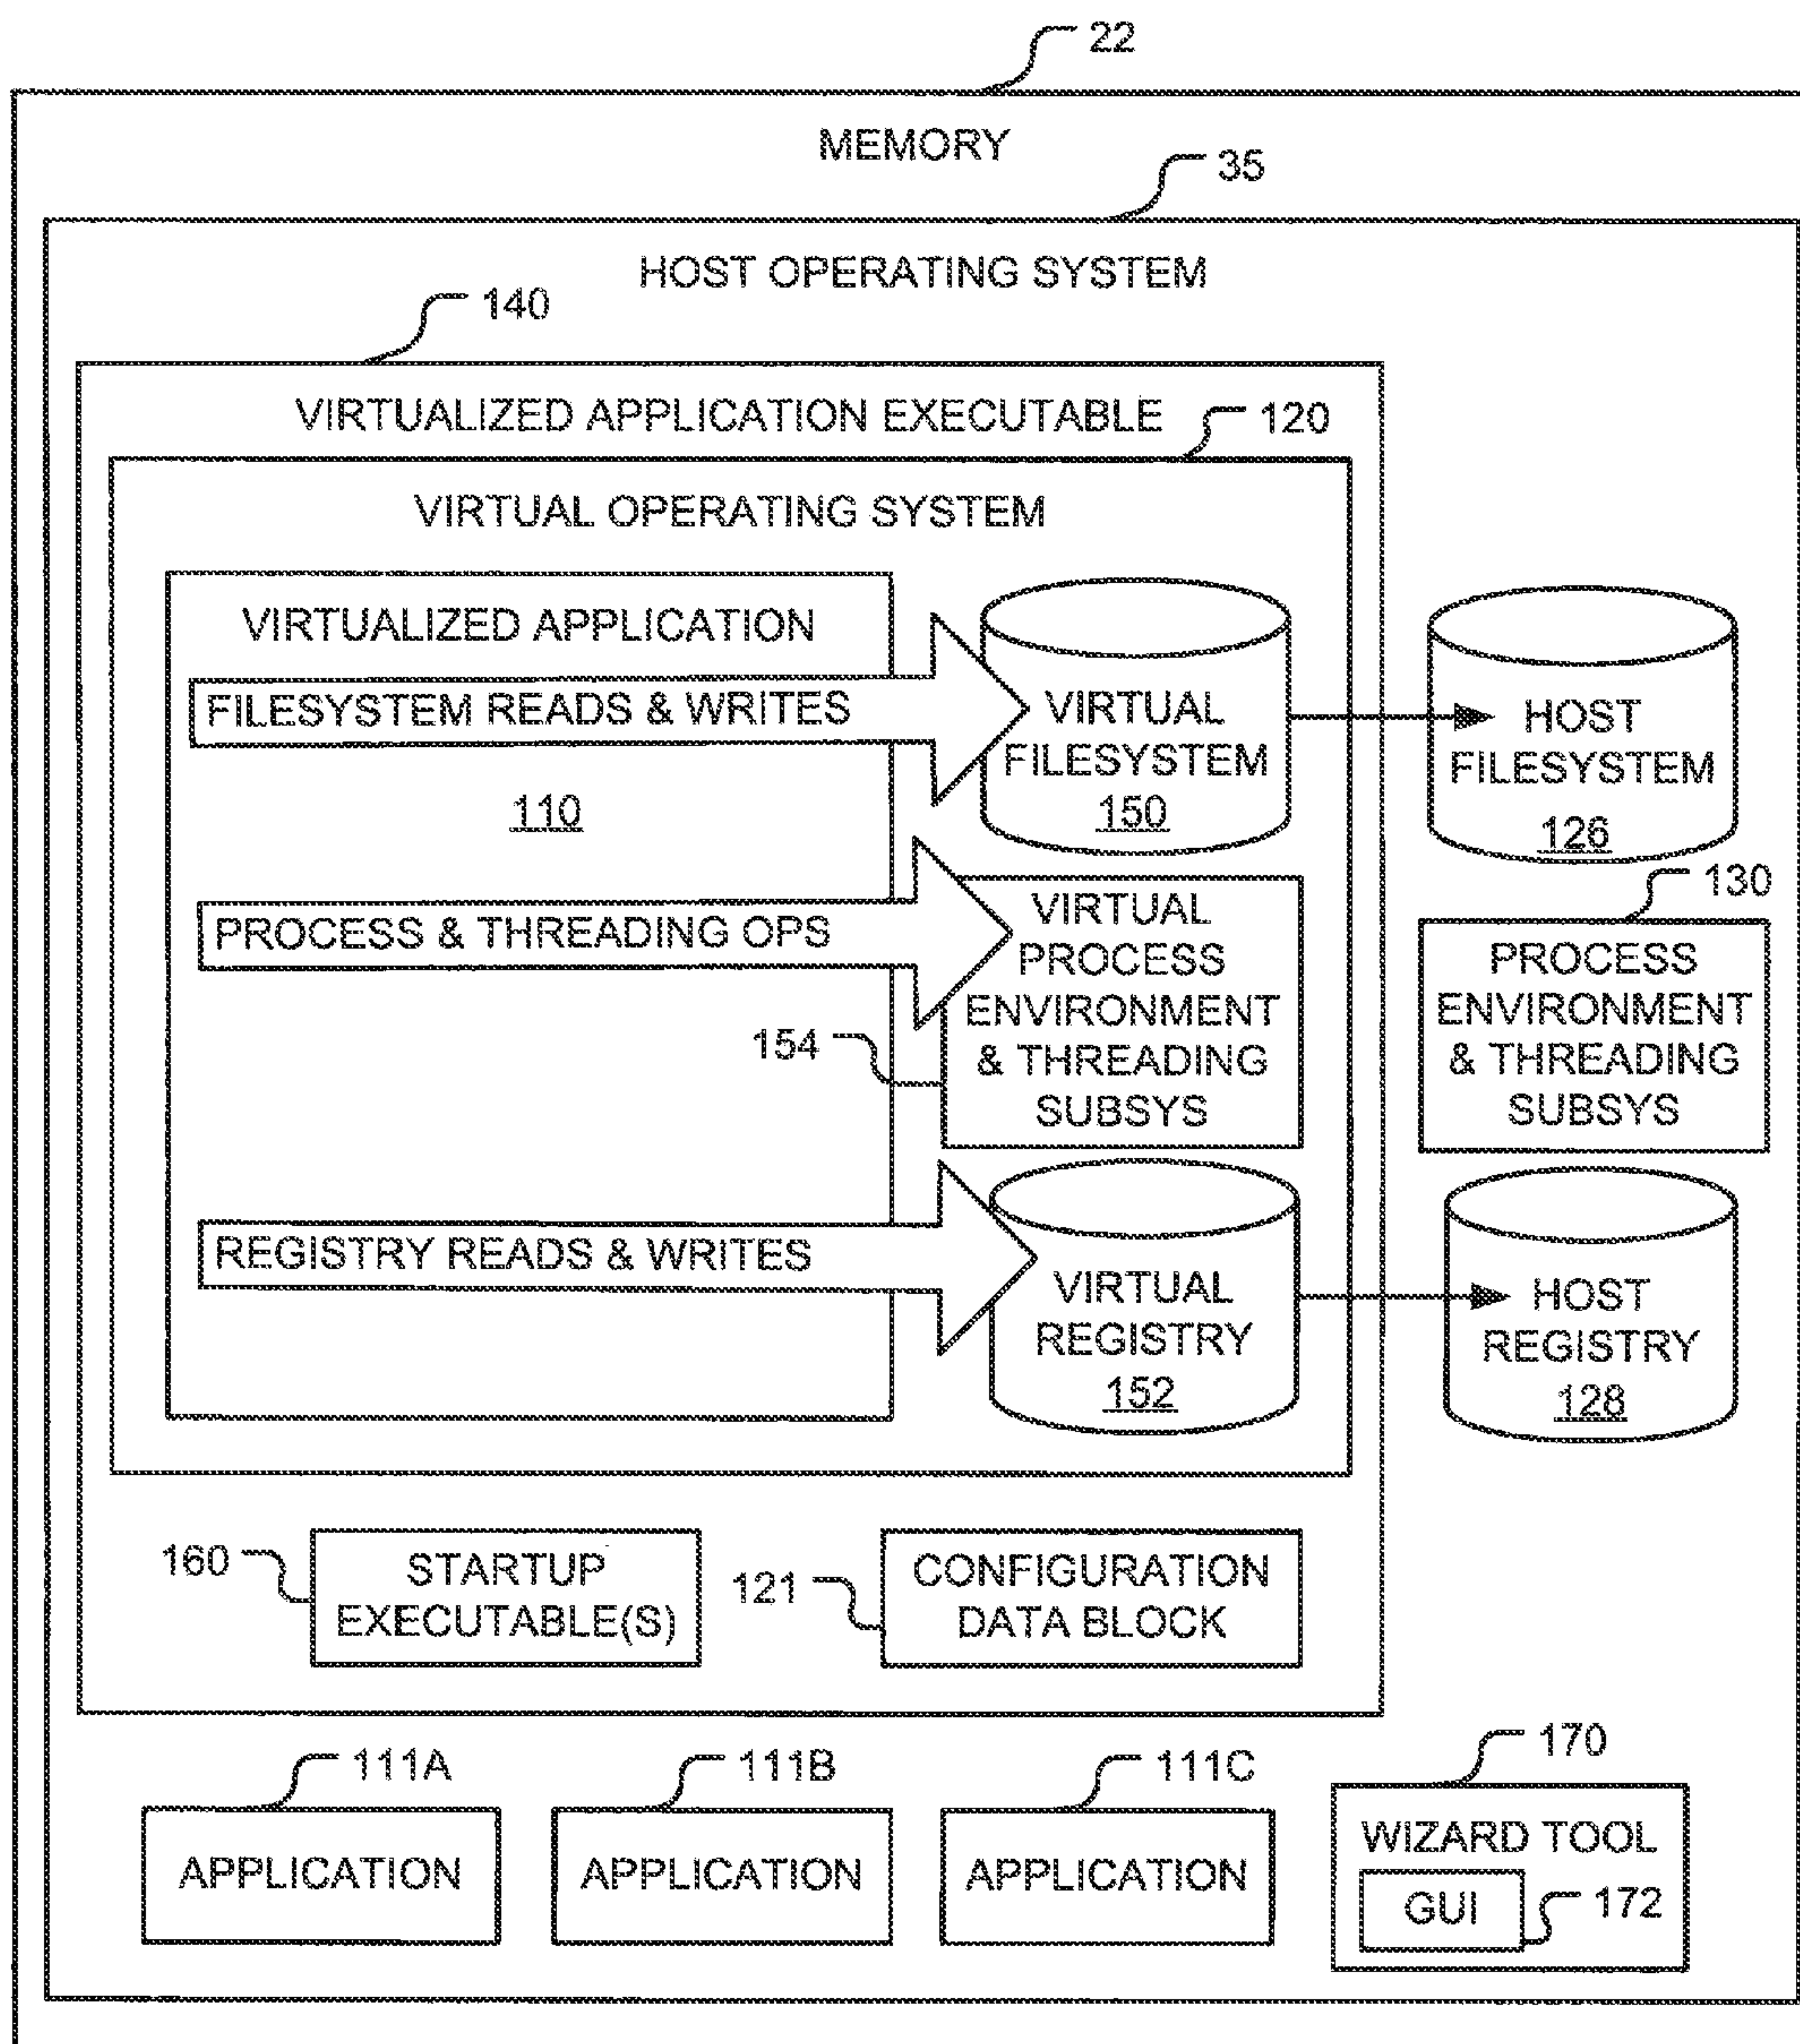 22
MEMORY
35
HOST OPERATING SYSTEM
140
VIRTUALIZED APPLICATION EXECUTABLE
120
VIRTUAL OPERATING SYSTEM
VIRTUALIZED APPLICATION
FILESYSTEM READS & WRITES
110
PROCESS & THREADING OPS
154
REGISTRY READS & WRITES
VIRTUAL
FILESYSTEM
150
VIRTUAL
PROCESS
ENVIRONMENT
& THREADING
SUBSYS
VIRTUAL
REGISTRY
152
HOST
FILESYSTEM
126
130
PROCESS
ENVIRONMENT
& THREADING
SUBSYS
HOST
REGISTRY
128
160
STARTUP
EXECUTABLE(S)
121
CONFIGURATION
DATA BLOCK
111A
APPLICATION
111B
APPLICATION
111C
APPLICATION
170
WIZARD TOOL
GUI
172